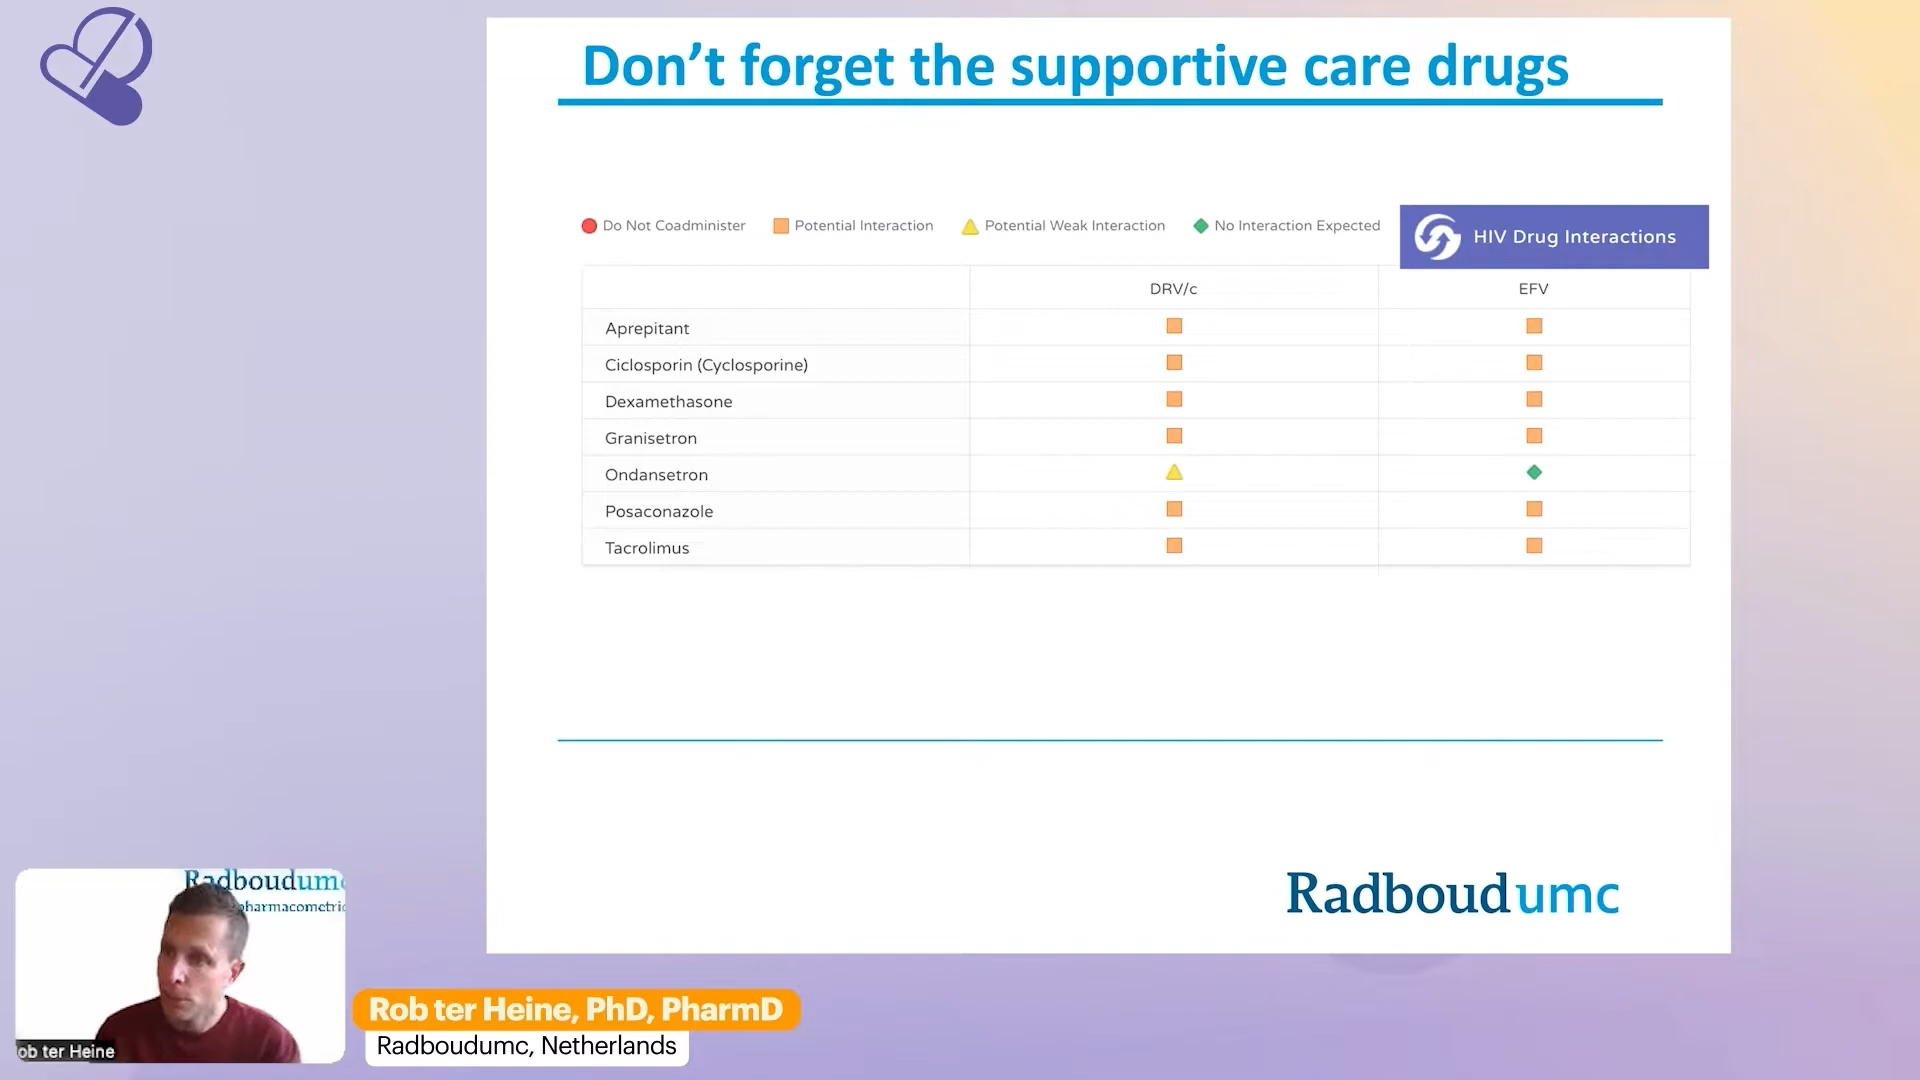 Don’t forget the supportive care drugs
Do Not Coadminister Potential Interaction Potential Weak Interaction No Interaction Expected
HIV Drug Interactions
DRV/c EFV
Aprepitant
Ciclosporin (Cyclosporine)
Dexamethasone
Granisetron
Ondansetron
Posaconazole
Tacrolimus
Radboudumc
Radboudumc
pharmacometric
ob ter Heine
Rob ter Heine, PhD, PharmD
Radboudumc, Netherlands